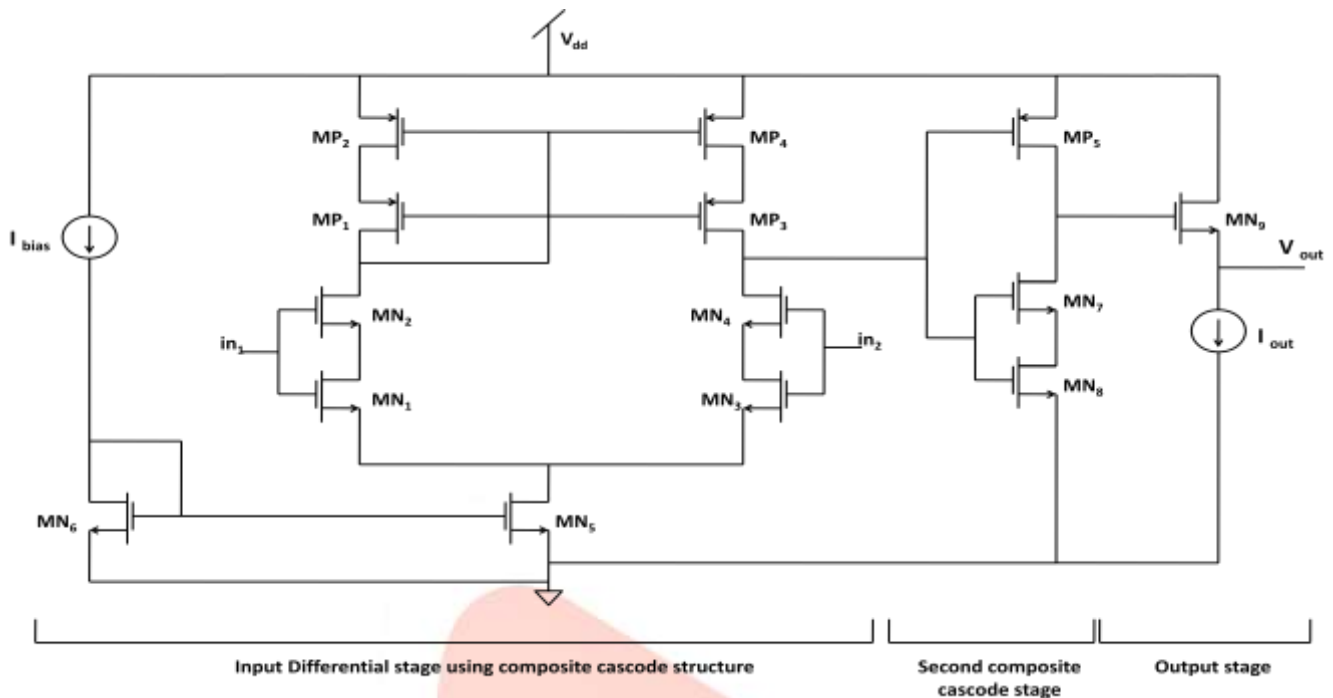 V_dd
MP_2
MP_4
MP_5
MP_1
MP_3
MN_9
I_bias
V_out
MN_2
MN_4
MN_7
in_1
in_2
I_out
MN_1
MN_3
MN_8
MN_6
MN_5
Input Differential stage using composite cascode structure
Second composite
cascode stage
Output stage